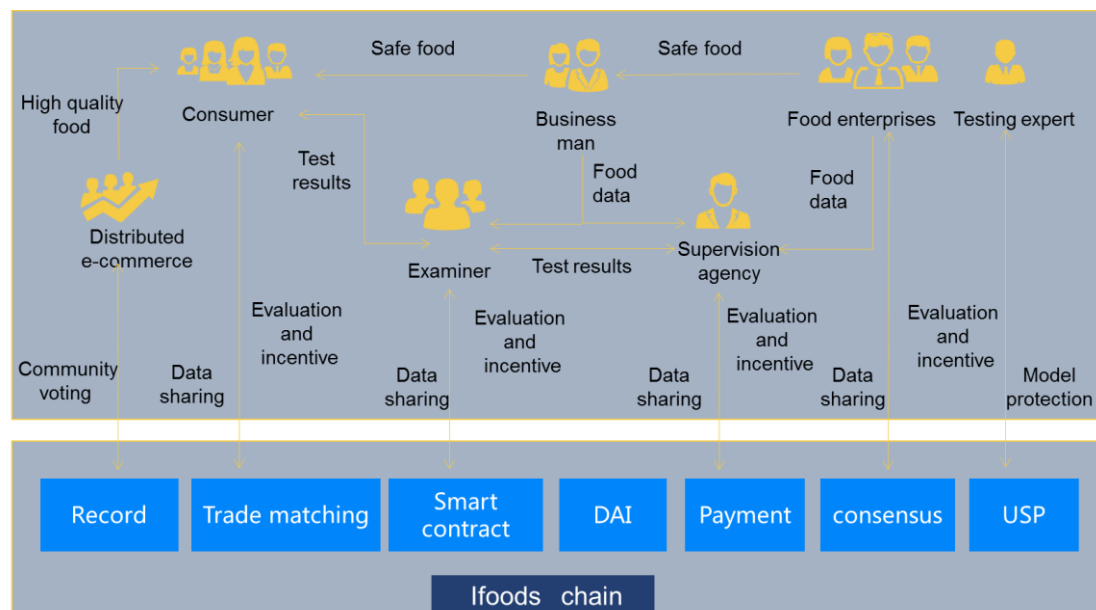 Safe food
Safe food
High quality
food
Consumer
Business
man
Food enterprises
Testing expert
Test
results
Food
data
Food
data
Distributed
e-commerce
Examiner
Test results
Supervision
agency
Evaluation
and
incentive
Evaluation
and
incentive
Evaluation
and
incentive
Evaluation
and
incentive
Community
voting
Data
sharing
Data
sharing
Data
sharing
Data
sharing
Model
protection
Record
Trade matching
Smart
contract
DAI
Payment
consensus
USP
Ifoods chain